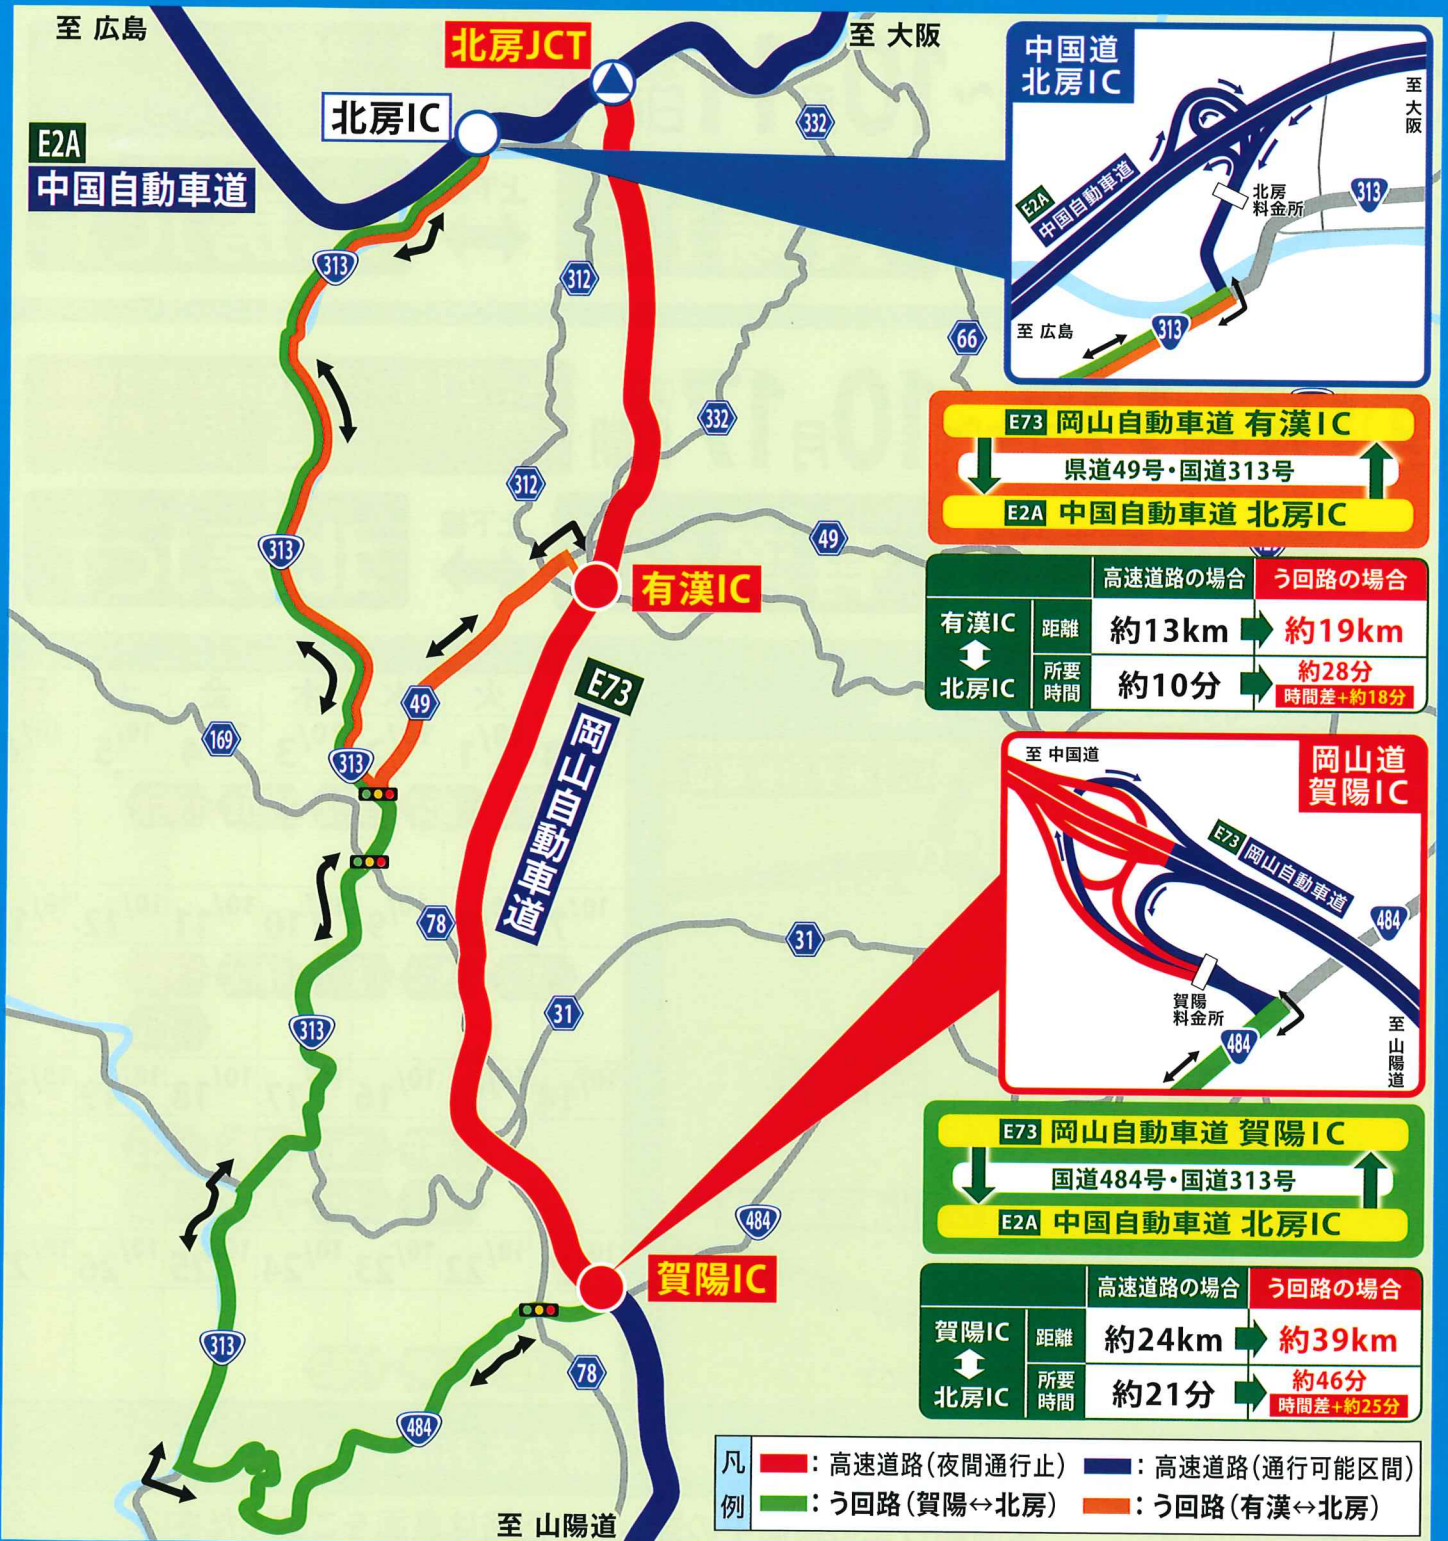 至 広島
北房JCT
至 大阪
北房IC
E2A
中国自動車道
332
313
312
66
332
312
313
49
有漢IC
E73
岡山自動車道
49
169
313
78
31
31
313
484
賀陽IC
313
78
484
至 山陽道
中国道
北房IC
至 大阪
E2A
中国自動車道
北房
料金所
313
至 広島
313
E73 岡山自動車道 有漢IC
県道49号・国道313号
E2A 中国自動車道 北房IC
高速道路の場合 う回路の場合
有漢IC
北房IC
距離 約13km 約19km
所要
時間
約10分 約28分
時間差+約18分
岡山道
賀陽IC
至 中国道
E73 岡山自動車道
484
賀陽
料金所
484
至 山陽道
E73 岡山自動車道 賀陽IC
国道484号・国道313号
E2A 中国自動車道 北房IC
高速道路の場合 う回路の場合
賀陽IC
北房IC
距離 約24km 約39km
所要
時間
約21分 約46分
時間差+約25分
凡例
：高速道路(夜間通行止) ：高速道路(通行可能区間)
：う回路(賀陽↔北房) ：う回路(有漢↔北房)